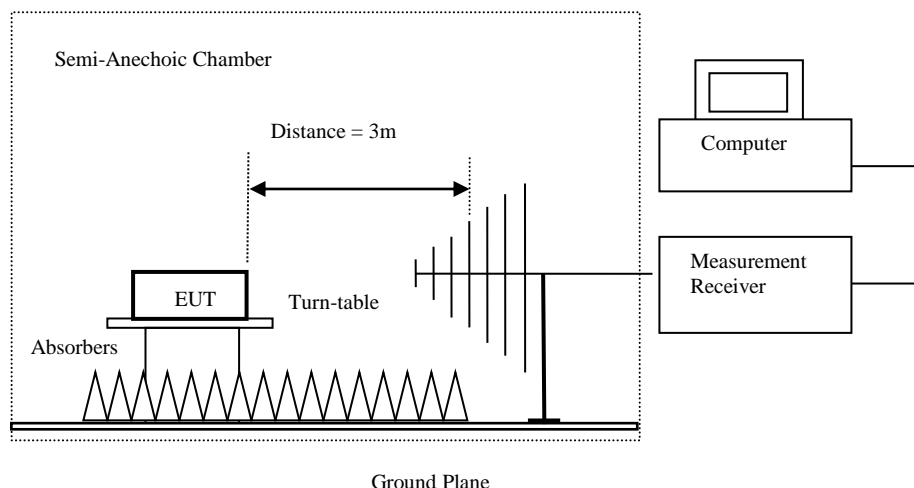 Semi-Anechoic Chamber
Distance = 3m
Computer
Measurement
Receiver
EUT
Turn-table
Absorbers
Ground Plane